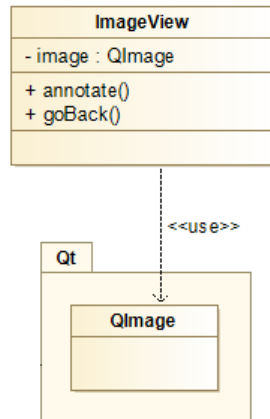 ImageView
- image : QImage
+ annotate()
+ goBack()
<<use>>
Qt
QImage